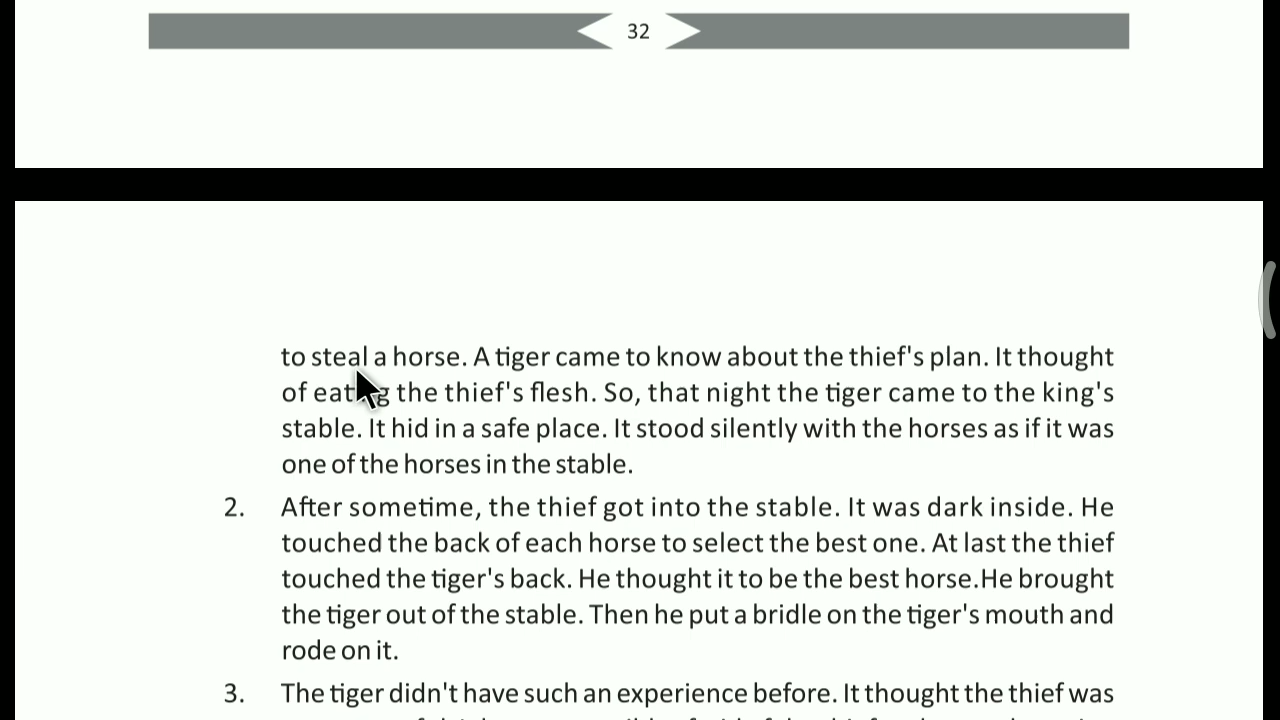 32
to steal a horse. A tiger came to know about the thief's plan. It thought
of eating the thief's flesh. So, that night the tiger came to the king's
stable. It hid in a safe place. It stood silently with the horses as if it was
one of the horses in the stable.
2. After sometime, the thief got into the stable. It was dark inside. He
touched the back of each horse to select the best one. At last the thief
touched the tiger's back. He thought it to be the best horse.He brought
the tiger out of the stable. Then he put a bridle on the tiger's mouth and
rode on it.
3. The tiger didn't have such an experience before. It thought the thief was